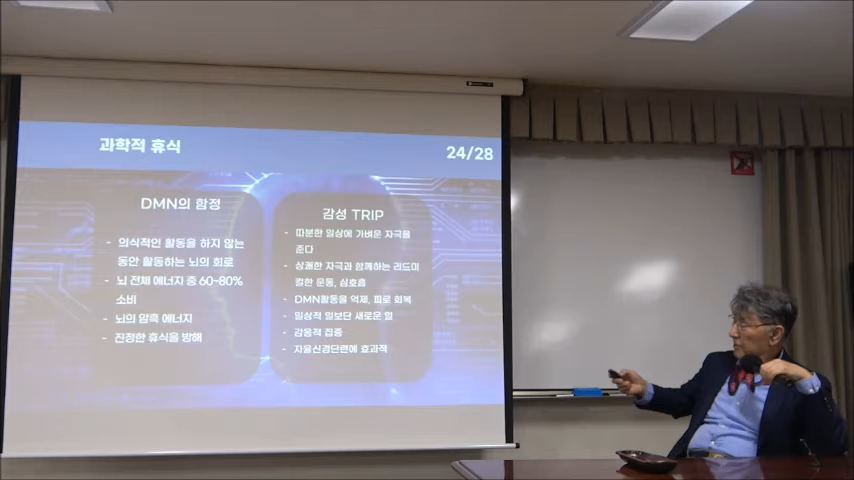 과학적 휴식
24/28
DMN의 함정
- 의식적인 활동을 하지 않는
동안 활동하는 뇌의 회로
- 뇌 전체 에너지 중 60-80%
소비
- 뇌의 암흑 에너지
- 진정한 휴식을 방해
감성 TRIP
- 따분한 일상에 가벼운 자극을
준다
- 상쾌한 자극과 함께하는 리드미
컬한 운동, 심호흡
- DMN활동을 억제, 피로 회복
- 일상적 일보단 새로운 일
- 감응적 집중
- 자율신경단련에 효과적